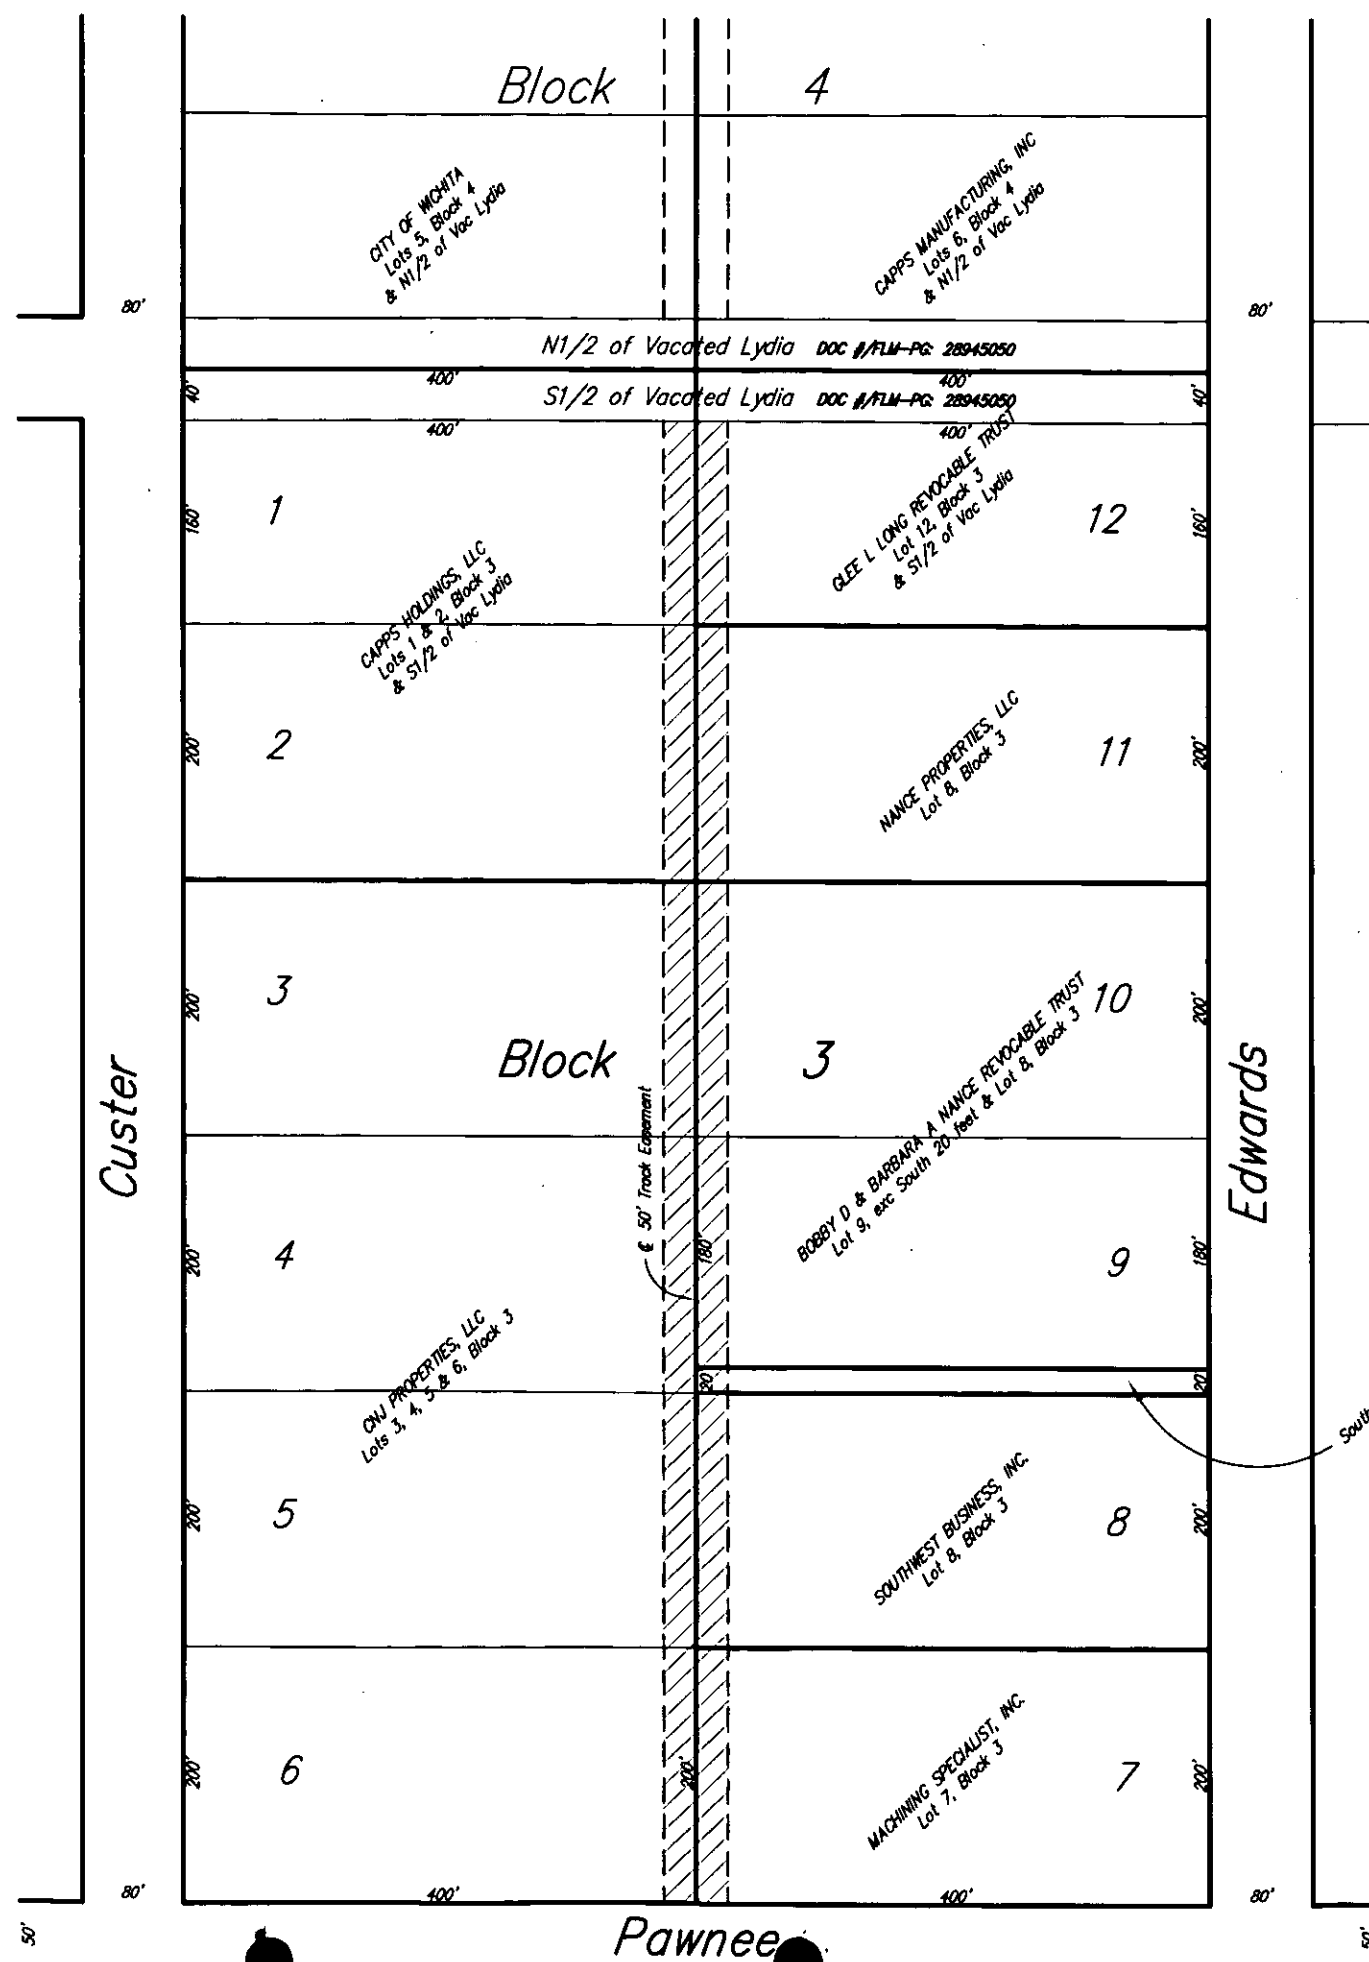 Block 4
CITY OF WICHITA
Lots 5, Block 4
& N1/2 of Vac Lydia
CAPPS MANUFACTURING, INC
Lots 6, Block 4
& N1/2 of Vac Lydia
80'
80'
N1/2 of Vacated Lydia DOC #/FLM-PG: 28945050
40'
400'
400'
40'
S1/2 of Vacated Lydia DOC #/FLM-PG: 28945050
400'
400'
160'
1
CAPPS HOLDINGS, LLC
Lots 1 & 2, Block 3
& S1/2 of Vac Lydia
GLEE L LONG REVOCABLE TRUST
Lot 12, Block 3
& S1/2 of Vac Lydia
12
160'
200'
2
NANCE PROPERTIES, LLC
Lot 8, Block 3
11
200'
200'
3
10
200'
Block 3
BOBBY D & BARBARA A NANCE REVOCABLE TRUST
Lot 9, exc South 20 feet & Lot 8, Block 3
Custer
Edwards
℄ 50' Track Easement
200'
4
180'
9
180'
CNJ PROPERTIES, LLC
Lots 3, 4, 5 & 6, Block 3
20'
20'
South
200'
5
SOUTHWEST BUSINESS, INC.
Lot 8, Block 3
8
200'
200'
6
200'
MACHINING SPECIALIST, INC.
Lot 7, Block 3
7
200'
80'
400'
400'
80'
50'
Pawnee